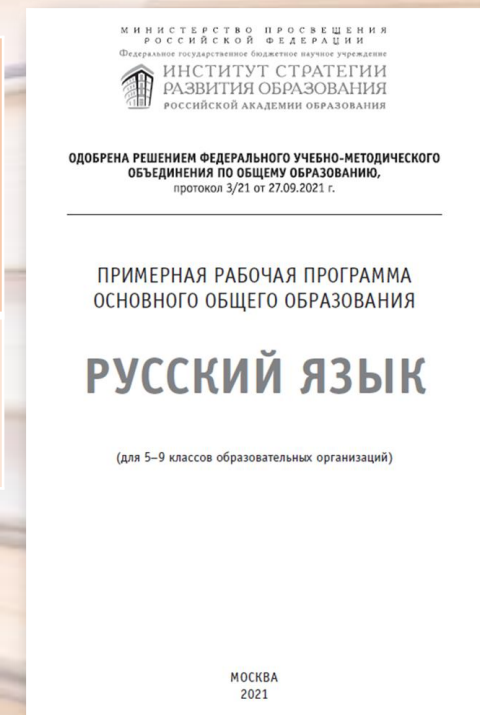 МИНИСТЕРСТВО ПРОСВЕЩЕНИЯ
РОССИЙСКОЙ ФЕДЕРАЦИИ
Федеральное государственное бюджетное научное учреждение
ИНСТИТУТ СТРАТЕГИИ
РАЗВИТИЯ ОБРАЗОВАНИЯ
РОССИЙСКОЙ АКАДЕМИИ ОБРАЗОВАНИЯ
ОДОБРЕНА РЕШЕНИЕМ ФЕДЕРАЛЬНОГО УЧЕБНО-МЕТОДИЧЕСКОГО
ОБЪЕДИНЕНИЯ ПО ОБЩЕМУ ОБРАЗОВАНИЮ,
протокол 3/21 от 27.09.2021 г.
ПРИМЕРНАЯ РАБОЧАЯ ПРОГРАММА
ОСНОВНОГО ОБЩЕГО ОБРАЗОВАНИЯ
РУССКИЙ ЯЗЫК
(для 5–9 классов образовательных организаций)
МОСКВА
2021